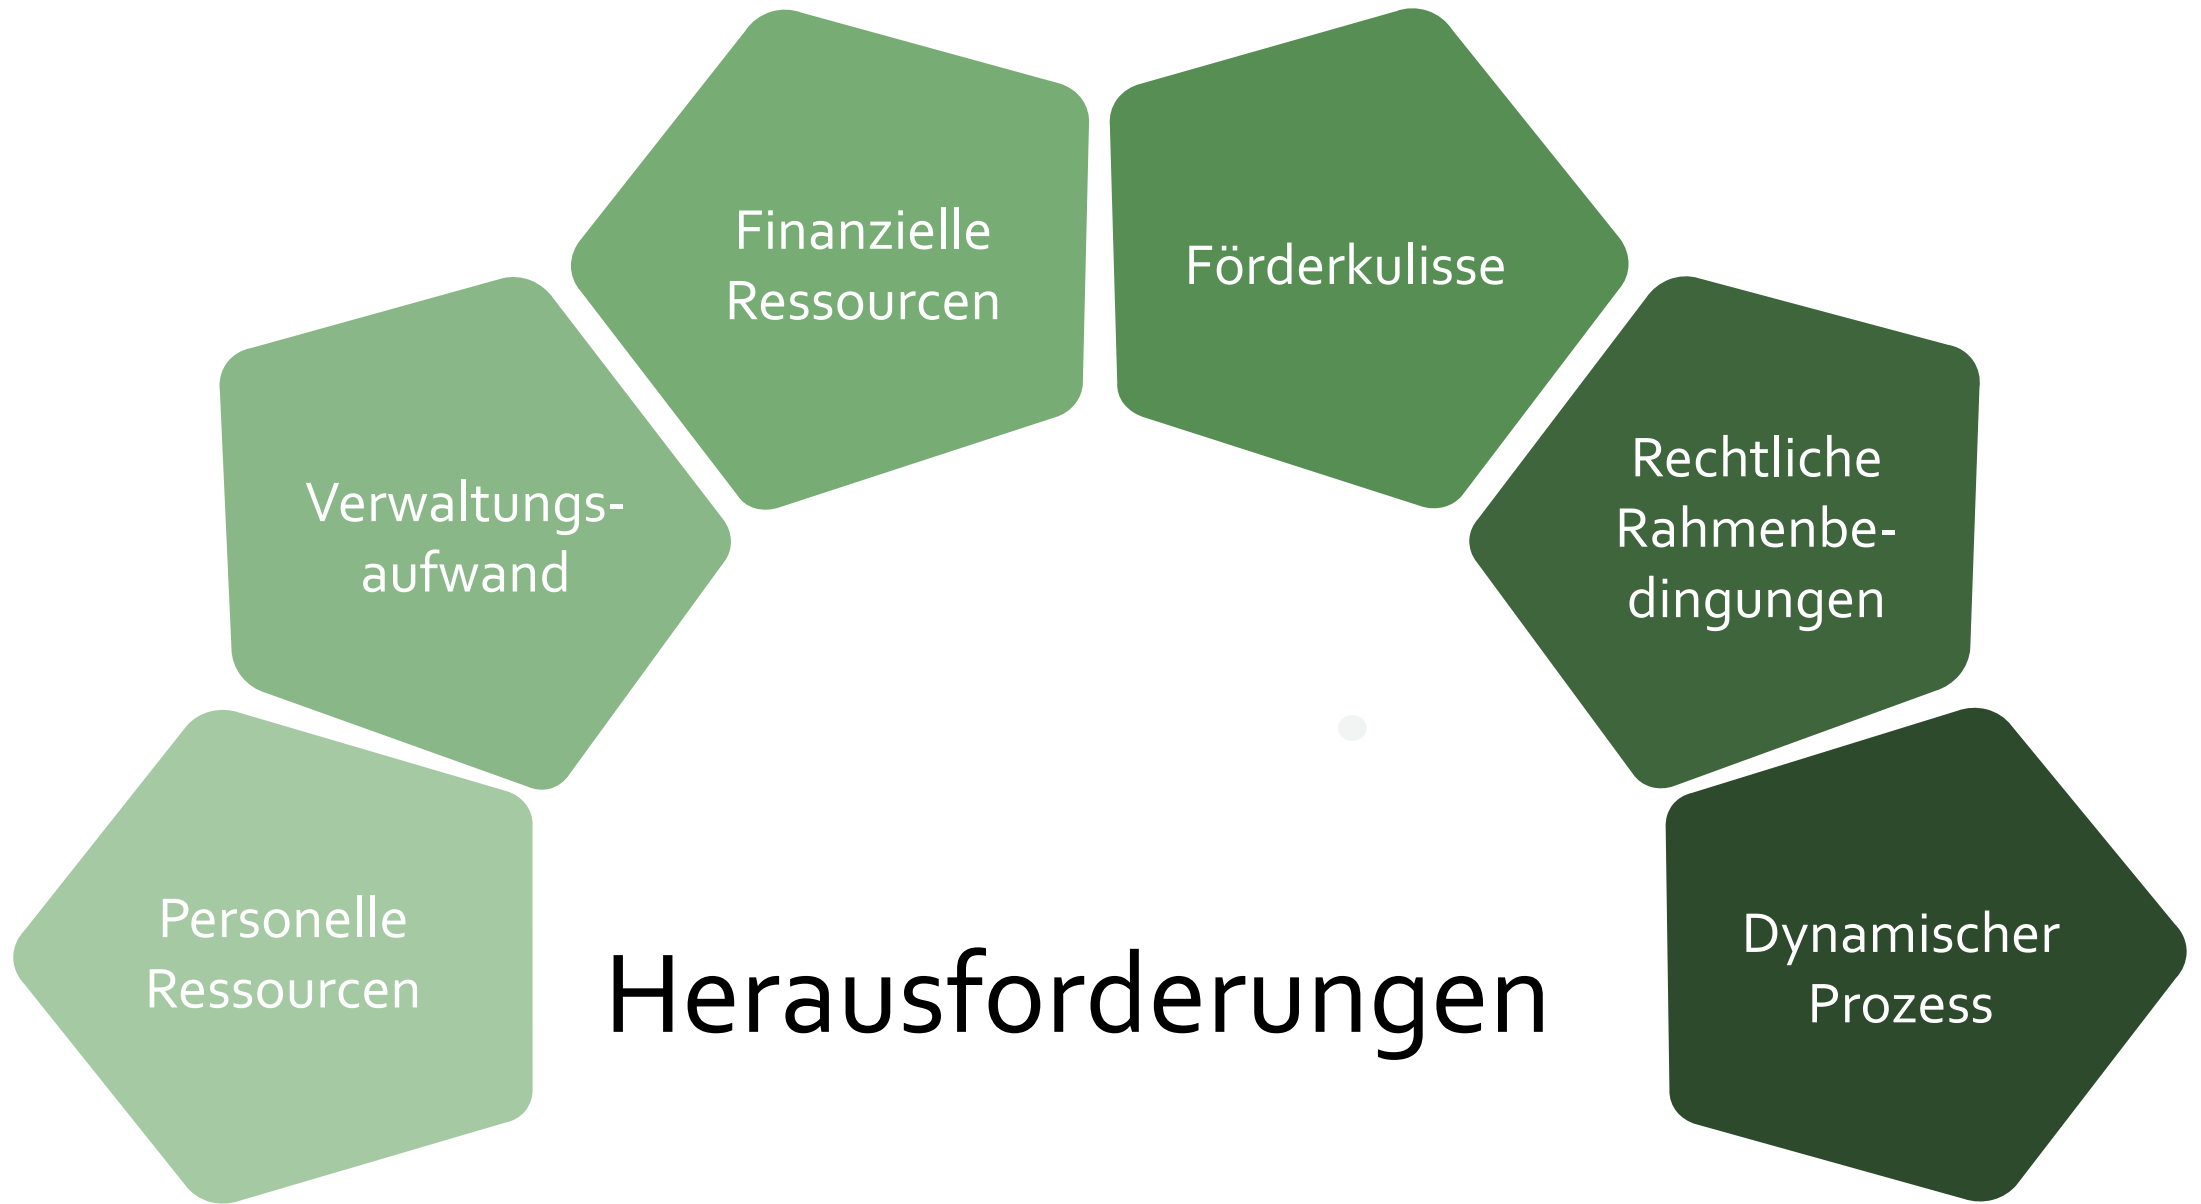 Personelle
Ressourcen
Verwaltungs-
aufwand
Finanzielle
Ressourcen
Förderkulisse
Rechtliche
Rahmenbe-
dingungen
Dynamischer
Prozess
Herausforderungen